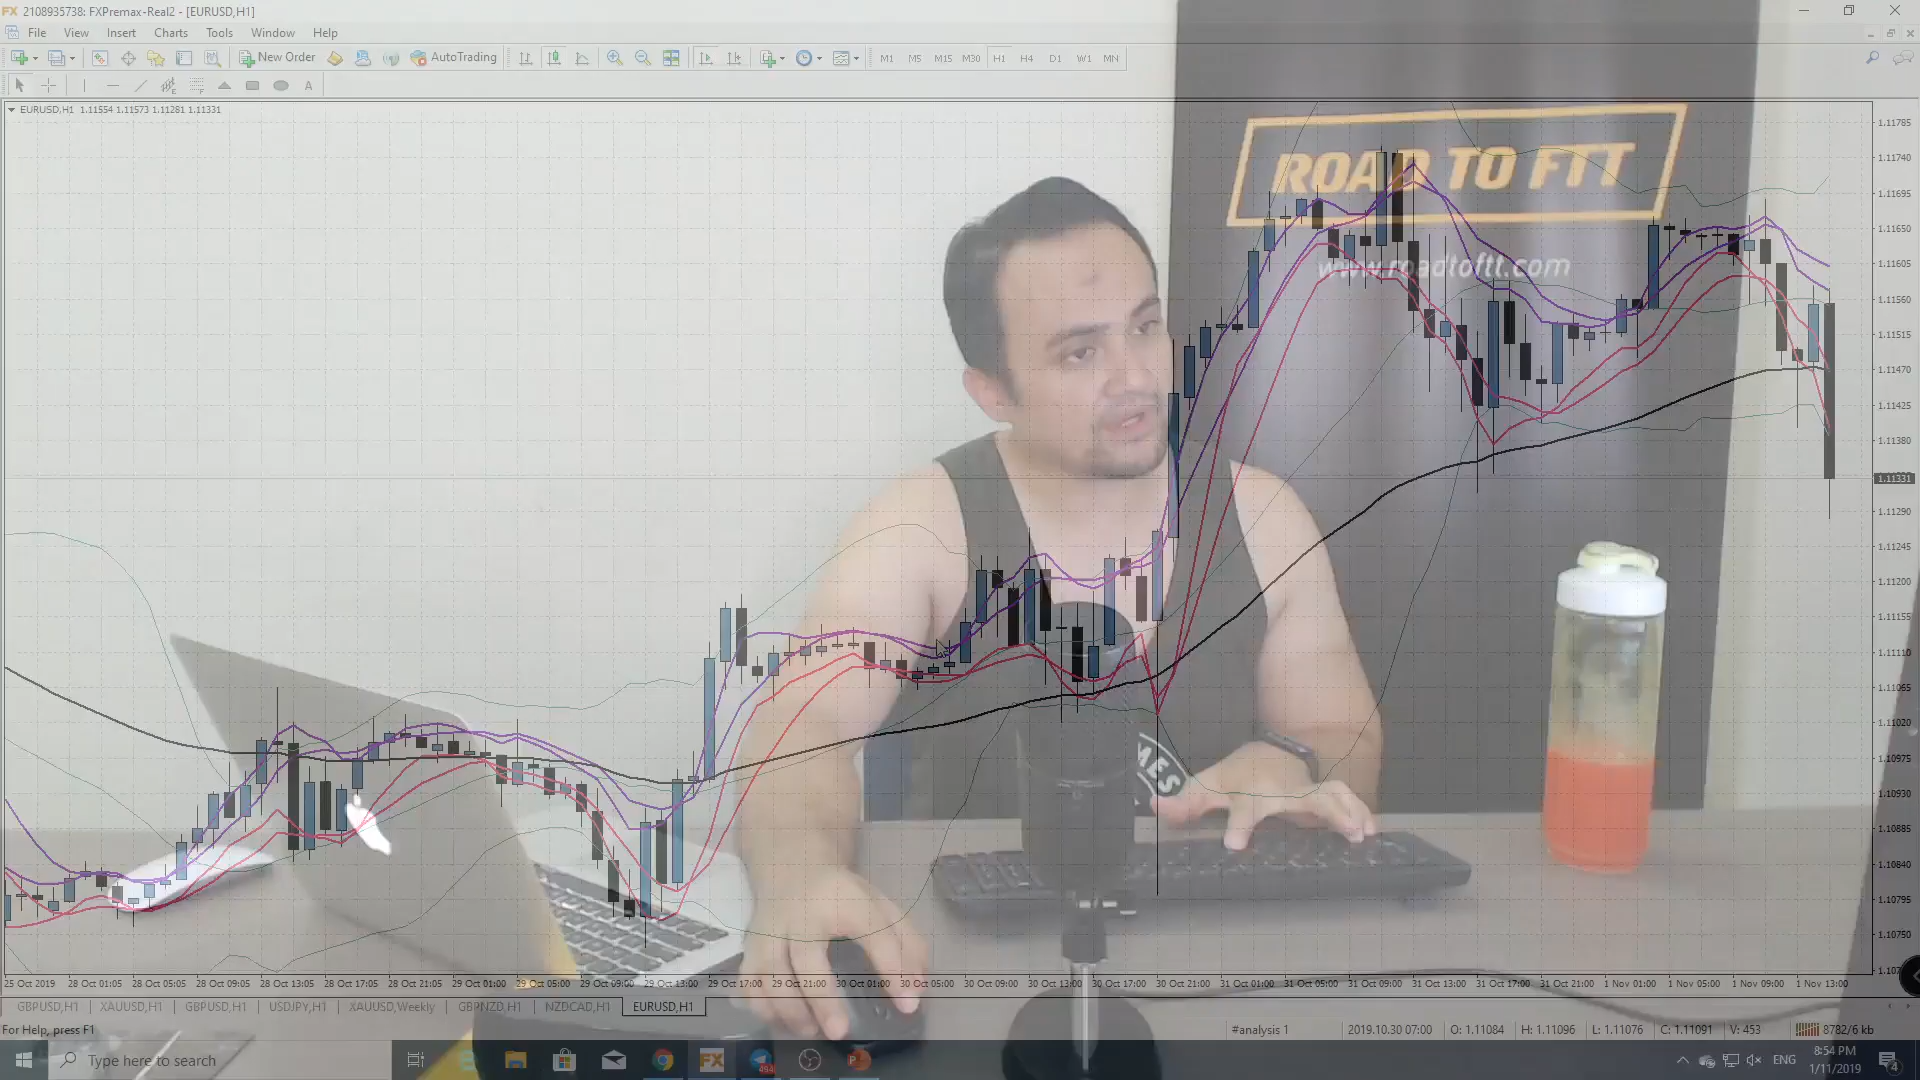 2108935738: FXPremax-Real2 - [EURUSD,H1]
File View Insert Charts Tools Window Help
New Order AutoTrading M1 M5 M15 M30 H1 H4 D1 W1 MN
A
EURUSD,H1 1.11554 1.11573 1.11281 1.11331
ROAD TO FTT
www.roadtoftt.com
1.11785
1.11740
1.11695
1.11650
1.11605
1.11560
1.11515
1.11470
1.11425
1.11380
1.11331
1.11290
1.11245
1.11200
1.11155
1.11110
1.11065
1.11020
1.10975
1.10930
1.10885
1.10840
1.10795
1.10750
25 Oct 2019 28 Oct 01:05 28 Oct 05:05 28 Oct 09:05 28 Oct 13:05 28 Oct 17:05 28 Oct 21:05 29 Oct 01:00 29 Oct 05:00 29 Oct 09:00 29 Oct 13:00 29 Oct 17:00 29 Oct 21:00 30 Oct 01:00 30 Oct 05:00 30 Oct 09:00 30 Oct 13:00 30 Oct 17:00 30 Oct 21:00 31 Oct 01:00 31 Oct 05:00 31 Oct 09:00 31 Oct 13:00 31 Oct 17:00 31 Oct 21:00 1 Nov 01:00 1 Nov 05:00 1 Nov 09:00 1 Nov 13:00
GBPUSD,H1 XAUUSD,H1 GBPUSD,H1 USDJPY,H1 XAUUSD,Weekly GBPNZD,H1 NZDCAD,H1 EURUSD,H1
For Help, press F1 #analysis 1 2019.10.30 07:00 O: 1.11084 H: 1.11096 L: 1.11076 C: 1.11091 V: 453 8782/6 kb
Type here to search ENG 8:54 PM
1/11/2019